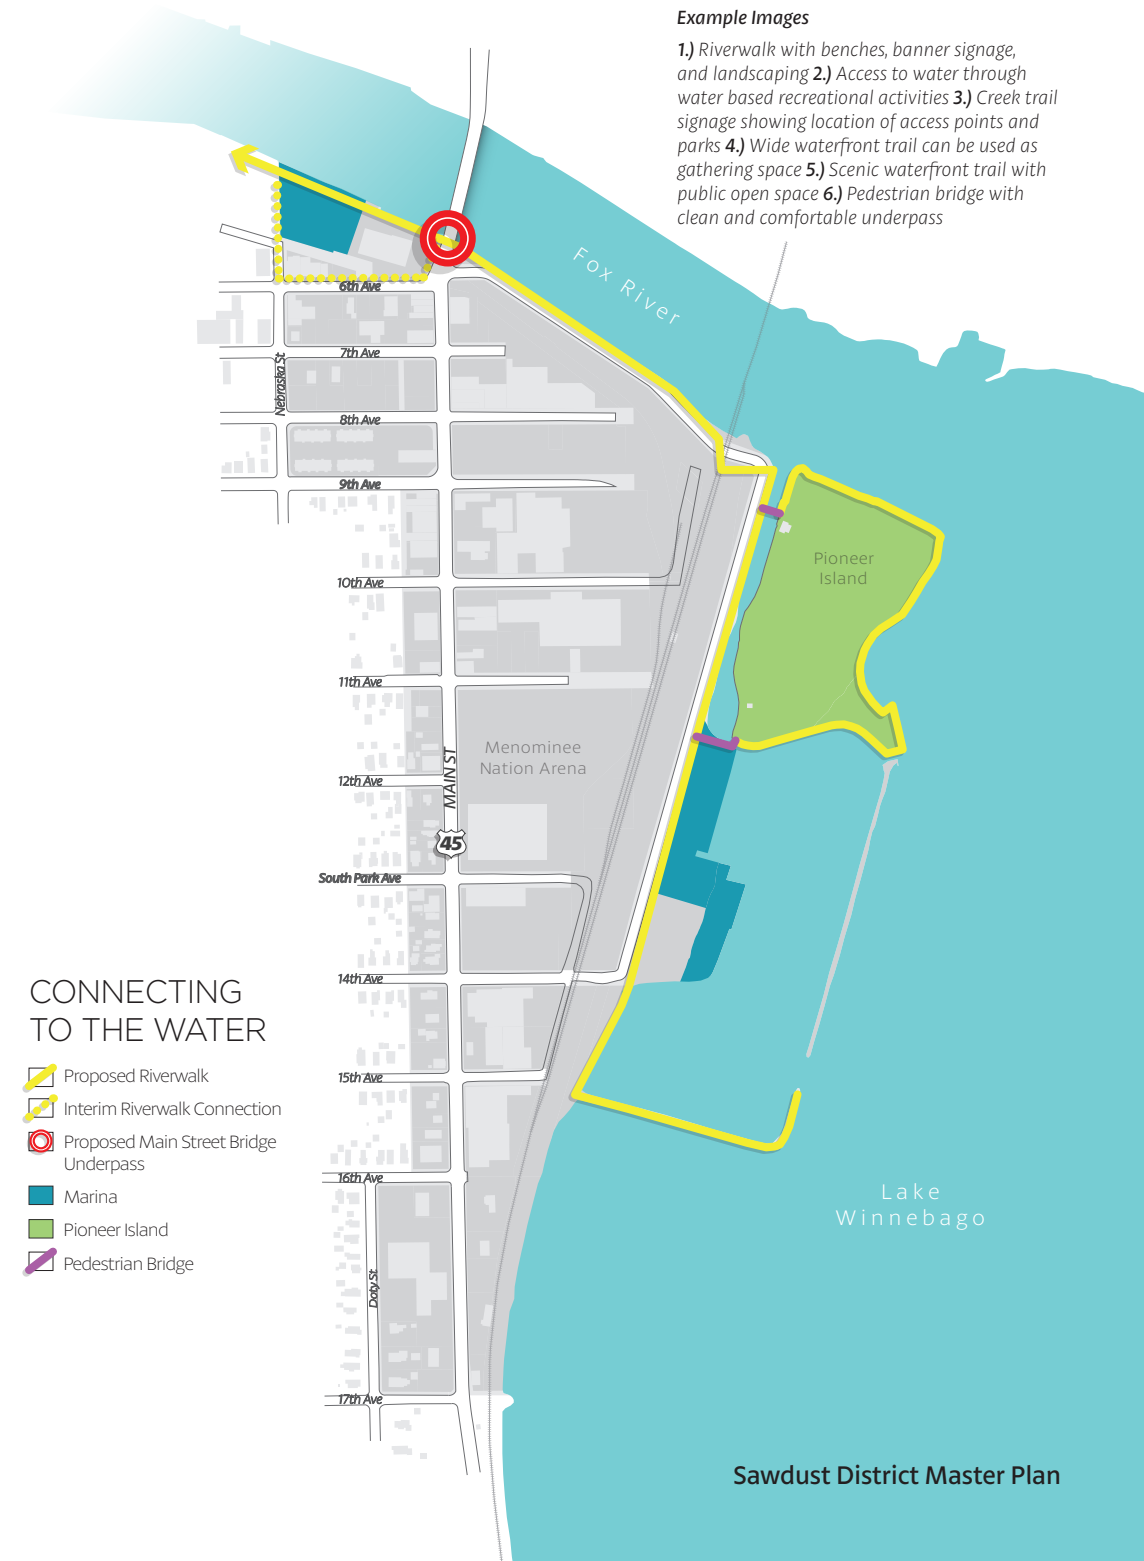 Example Images
1.) Riverwalk with benches, banner signage,
and landscaping 2.) Access to water through
water based recreational activities 3.) Creek trail
signage showing location of access points and
parks 4.) Wide waterfront trail can be used as
gathering space 5.) Scenic waterfront trail with
public open space 6.) Pedestrian bridge with
clean and comfortable underpass
Fox River
6th Ave
7th Ave
Nebraska St
8th Ave
9th Ave
Pioneer
Island
10th Ave
11th Ave
Menominee
Nation Arena
MAIN ST
12th Ave
45
South Park Ave
14th Ave
15th Ave
16th Ave
Doty St
17th Ave
CONNECTING
TO THE WATER
Proposed Riverwalk
Interim Riverwalk Connection
Proposed Main Street Bridge
Underpass
Marina
Pioneer Island
Pedestrian Bridge
Lake
Winnebago
Sawdust District Master Plan